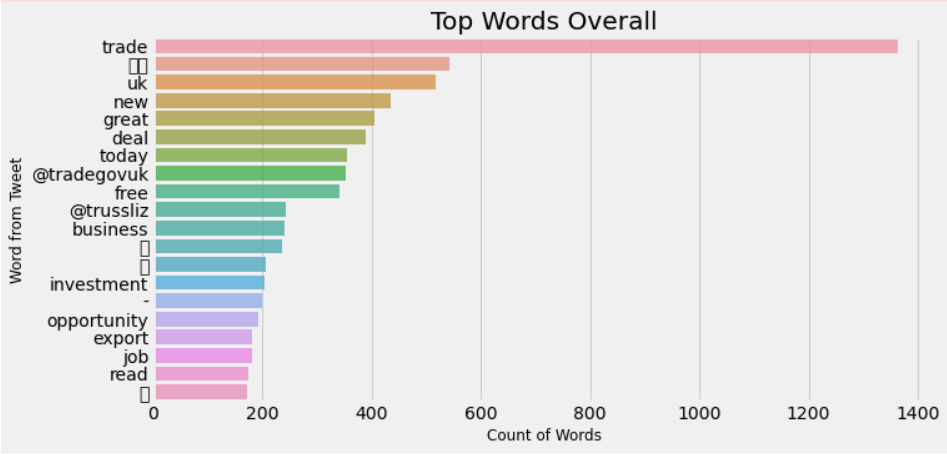 Top Words Overall
trade
uk
new
great
deal
today
@tradegovuk
free
@trussliz
business
investment
-
opportunity
export
job
read
Word from Tweet
0 200 400 600 800 1000 1200 1400
Count of Words